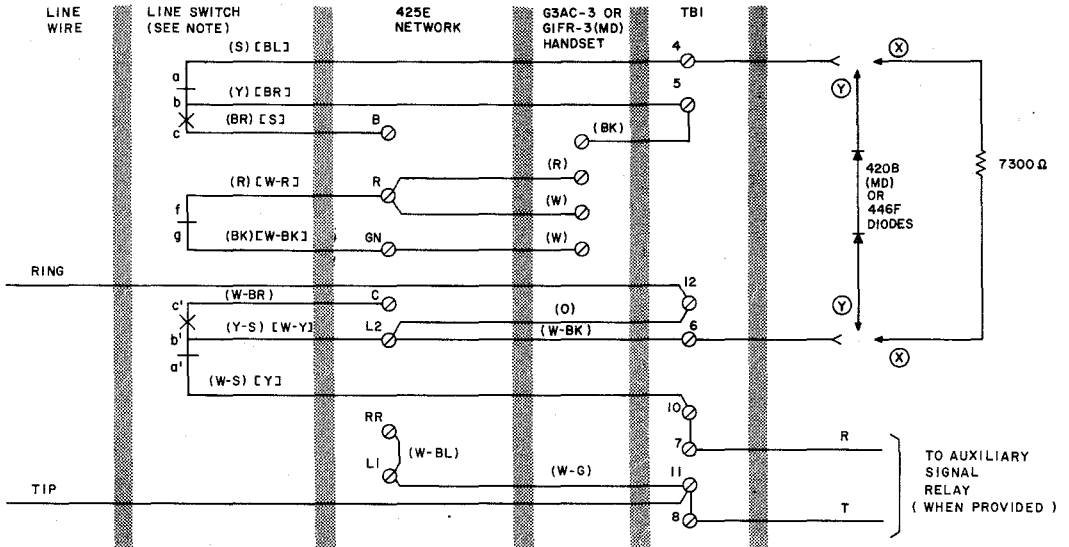 LINE
WIRE
LINE SWITCH
(SEE NOTE)
425E
NETWORK
G3AC-3 OR
G1FR-3(MD)
HANDSET
TB1
(S) [BL]
4
X
a
(Y) [BR]
5
Y
b
(BR) [S]
B
c
(BK)
(R)
(R) [W-R]
R
f
(W)
420B
(MD)
OR
446F
DIODES
7300Ω
g
(BK)[W-BK]
GN
(W)
RING
12
(W-BR)
C
c'
(O)
Y
(Y-S) [W-Y]
L2
(W-BK)
6
b'
X
a'
(W-S) [Y]
10
RR
7
R
(W-BL)
L1
(W-G)
11
TIP
8
T
TO AUXILIARY
SIGNAL
RELAY
(WHEN PROVIDED)